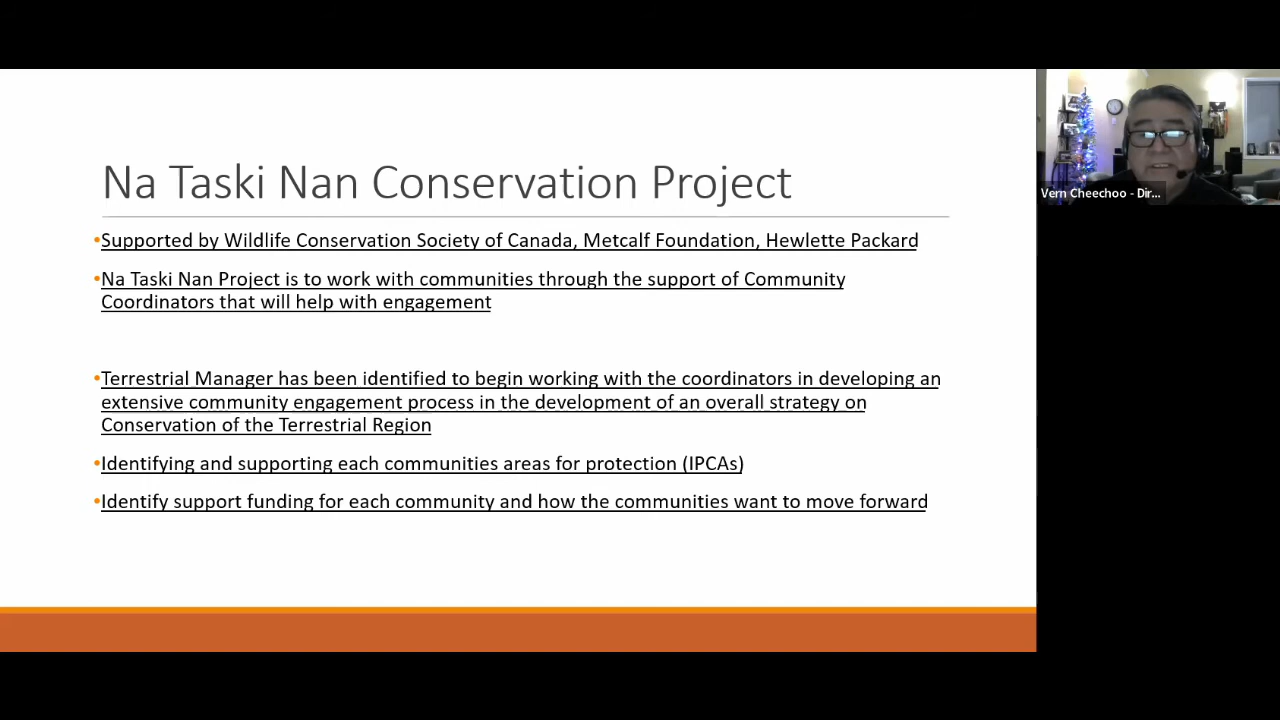 Na Taski Nan Conservation Project
•Supported by Wildlife Conservation Society of Canada, Metcalf Foundation, Hewlette Packard
•Na Taski Nan Project is to work with communities through the support of Community
Coordinators that will help with engagement
•Terrestrial Manager has been identified to begin working with the coordinators in developing an
extensive community engagement process in the development of an overall strategy on
Conservation of the Terrestrial Region
•Identifying and supporting each communities areas for protection (IPCAs)
•Identify support funding for each community and how the communities want to move forward
Vern Cheechoo - Dir...